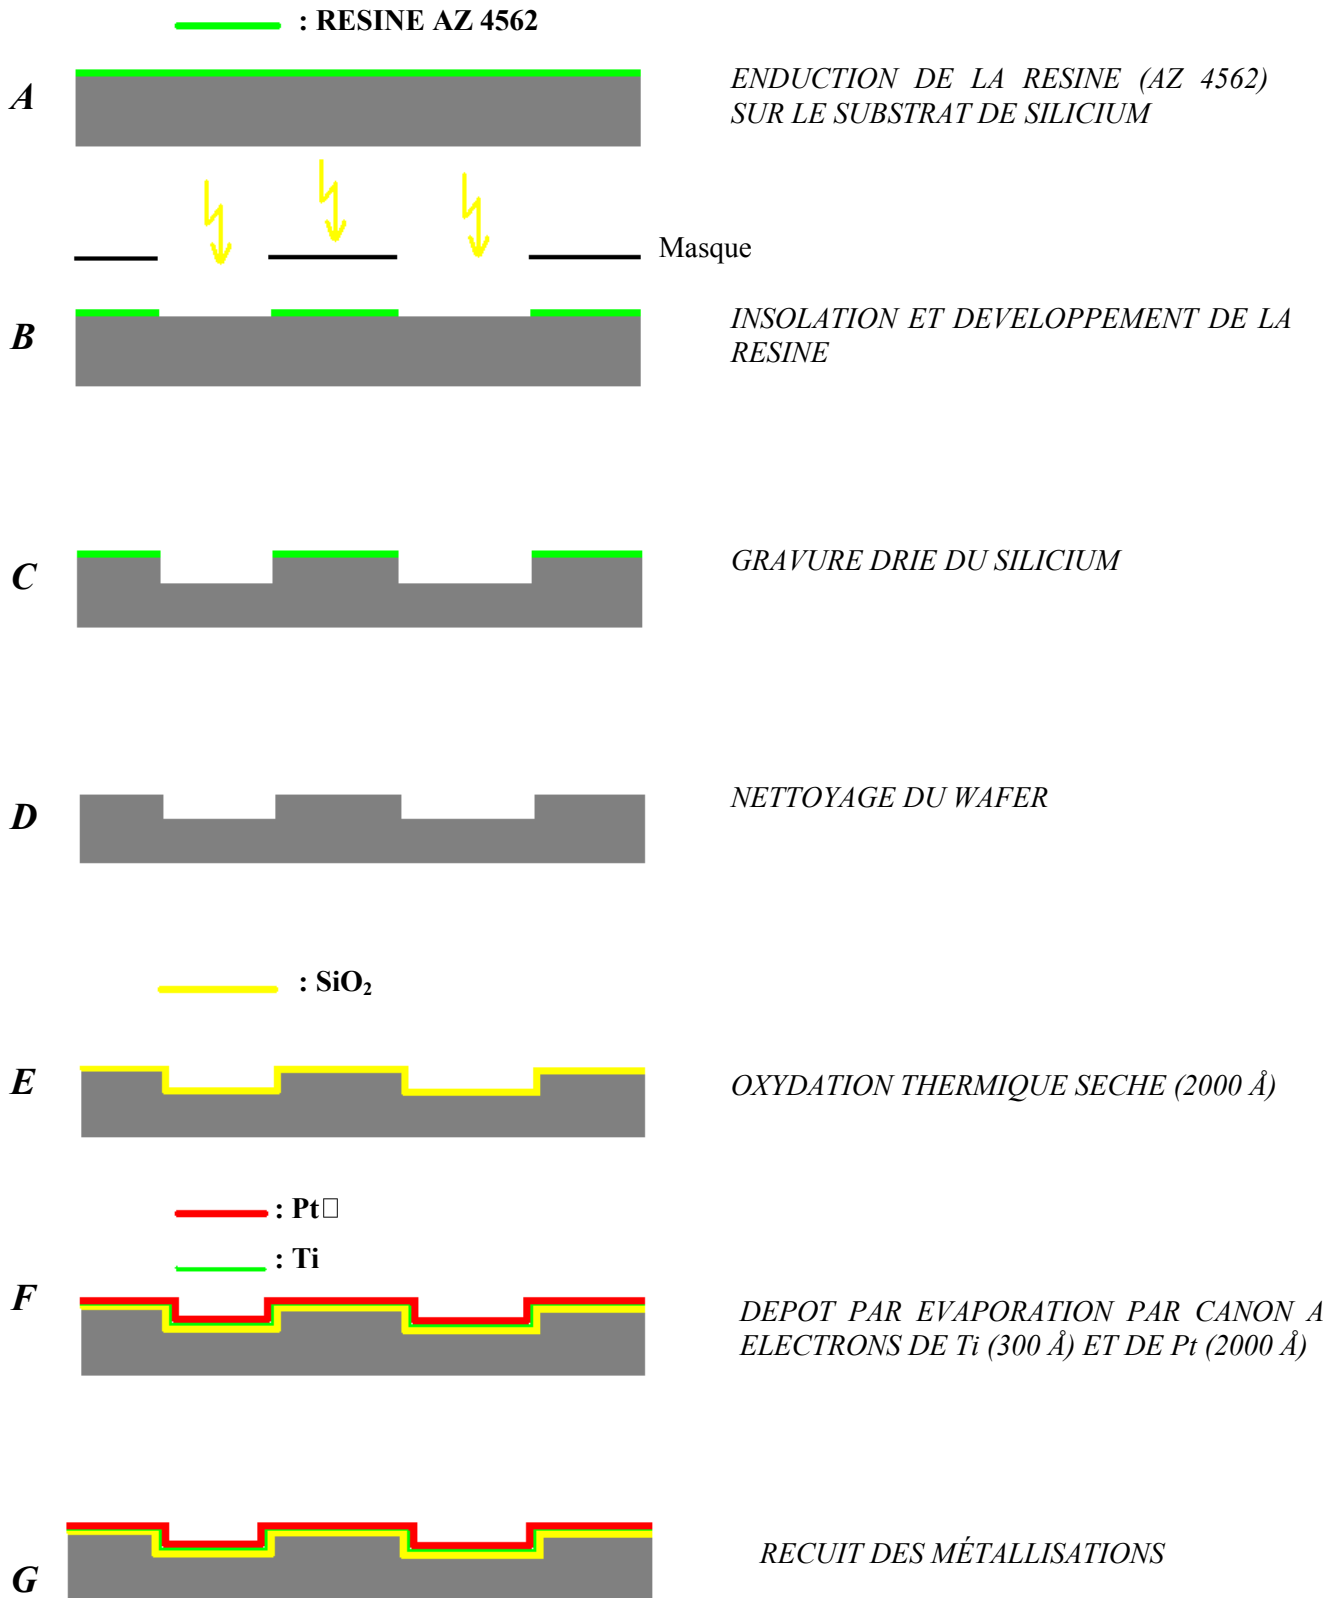 : RESINE AZ 4562
A
ENDUCTION DE LA RESINE (AZ 4562)
SUR LE SUBSTRAT DE SILICIUM
Masque
B
INSOLATION ET DEVELOPPEMENT DE LA
RESINE
C
GRAVURE DRIE DU SILICIUM
D
NETTOYAGE DU WAFER
: SiO₂
E
OXYDATION THERMIQUE SECHE (2000 Å)
: Pt□
: Ti
F
DEPOT PAR EVAPORATION PAR CANON A
ELECTRONS DE Ti (300 Å) ET DE Pt (2000 Å)
G
RECUIT DES MÉTALLISATIONS